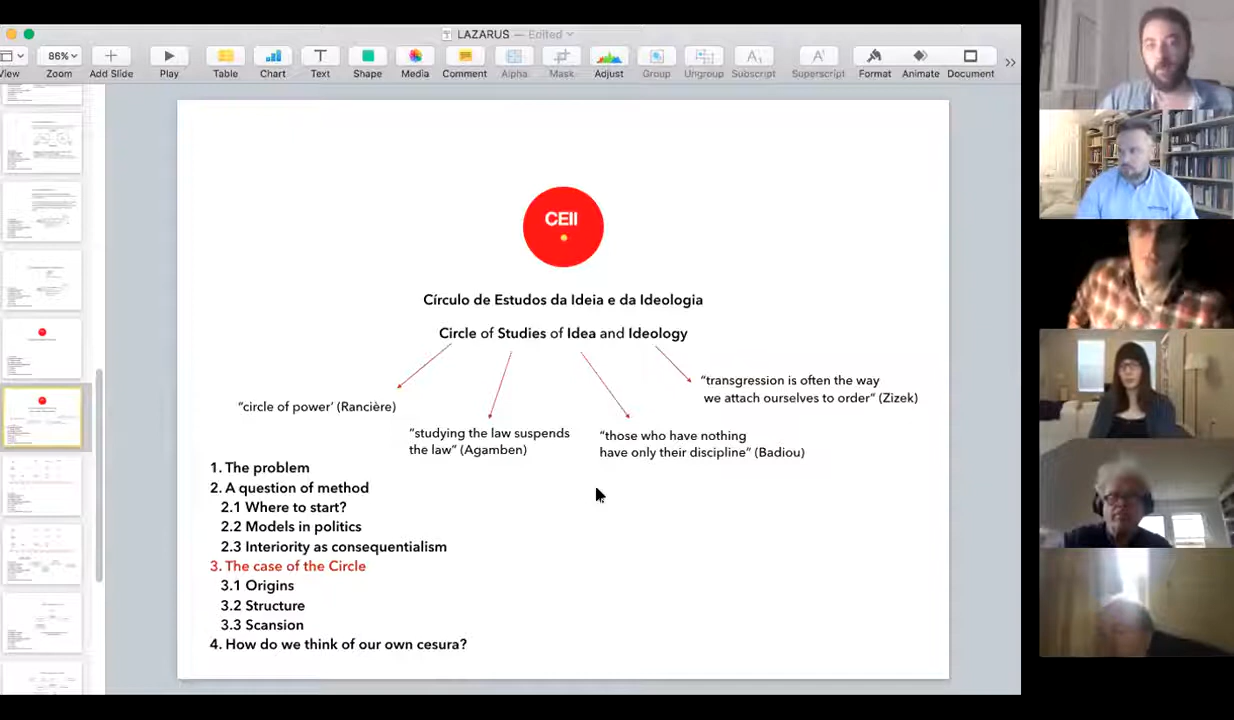 LAZARUS — Edited
86%
View
Zoom
Add Slide
Play
Table
Chart
Text
Shape
Media
Comment
Alpha
Mask
Adjust
Group
Ungroup
Subscript
Superscript
Format
Animate
Document
CEII
Círculo de Estudos da Ideia e da Ideologia
Circle of Studies of Idea and Ideology
“transgression is often the way
we attach ourselves to order” (Zizek)
“circle of power’ (Rancière)
“studying the law suspends
the law” (Agamben)
“those who have nothing
have only their discipline” (Badiou)
1. The problem
2. A question of method
2.1 Where to start?
2.2 Models in politics
2.3 Interiority as consequentialism
3. The case of the Circle
3.1 Origins
3.2 Structure
3.3 Scansion
4. How do we think of our own cesura?